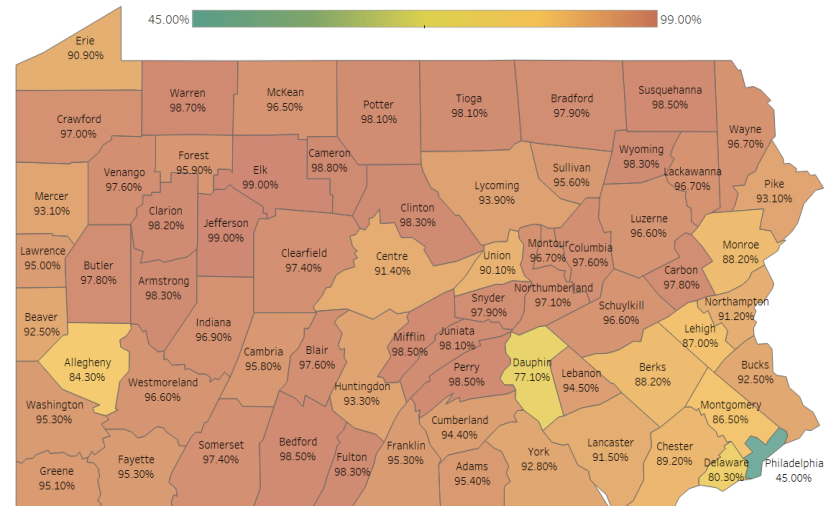 45.00%
99.00%
Erie
90.90%
Warren
98.70%
McKean
96.50%
Potter
98.10%
Tioga
98.10%
Bradford
97.90%
Susquehanna
98.50%
Crawford
97.00%
Wayne
96.70%
Forest
95.90%
Venango
97.60%
Elk
99.00%
Cameron
98.80%
Wyoming
98.30%
Lackawanna
96.70%
Sullivan
95.60%
Lycoming
93.90%
Pike
93.10%
Mercer
93.10%
Clarion
98.20%
Jefferson
99.00%
Clinton
98.30%
Luzerne
96.60%
Lawrence
95.00%
Butler
97.80%
Clearfield
97.40%
Centre
91.40%
Union
90.10%
Montour
96.70%
Columbia
97.60%
Monroe
88.20%
Armstrong
98.30%
Carbon
97.80%
Snyder
97.90%
Northumberland
97.10%
Northampton
91.20%
Schuylkill
96.60%
Beaver
92.50%
Indiana
96.90%
Mifflin
98.50%
Juniata
98.10%
Lehigh
87.00%
Cambria
95.80%
Blair
97.60%
Allegheny
84.30%
Dauphin
77.10%
Perry
98.50%
Lebanon
94.50%
Berks
88.20%
Bucks
92.50%
Westmoreland
96.60%
Huntingdon
93.30%
Washington
95.30%
Montgomery
86.50%
Cumberland
94.40%
Somerset
97.40%
Bedford
98.50%
Franklin
95.30%
Lancaster
91.50%
Chester
89.20%
York
92.80%
Fulton
98.30%
Fayette
95.30%
Greene
95.10%
Adams
95.40%
Delaware
80.30%
Philadelphia
45.00%